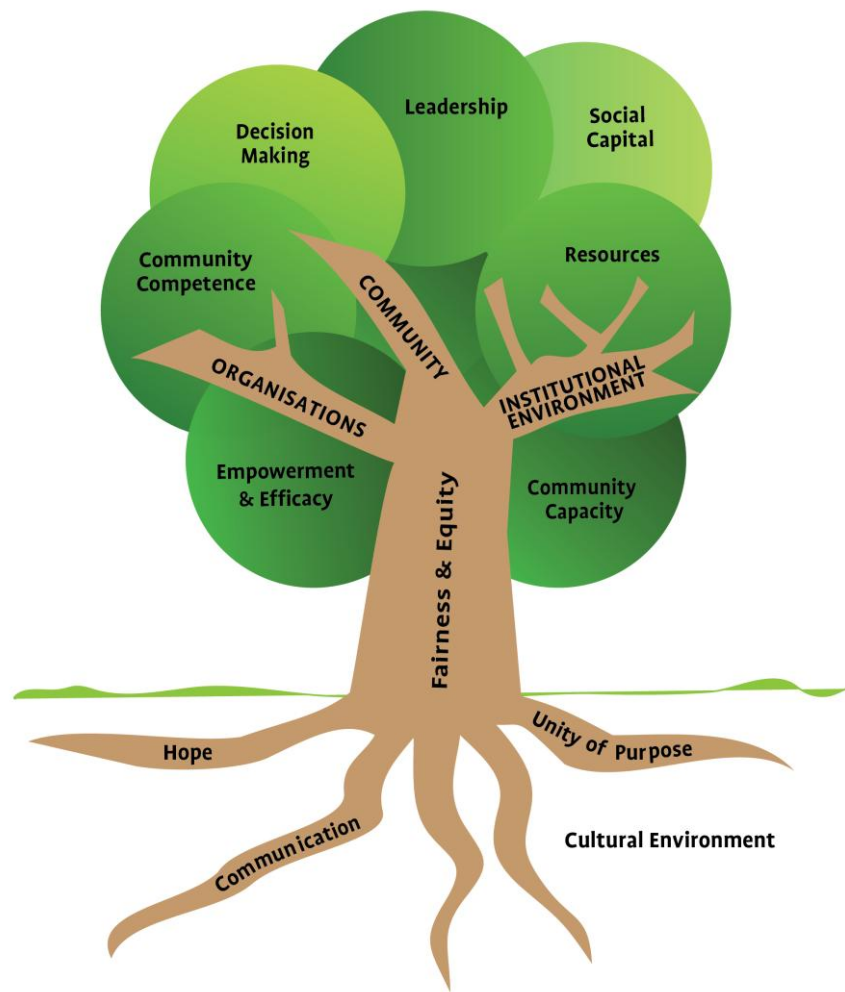 Leadership
Social
Capital
Decision
Making
Community
Competence
Resources
COMMUNITY
ORGANISATIONS
INSTITUTIONAL
ENVIRONMENT
Empowerment
& Efficacy
Community
Capacity
Fairness & Equity
Hope
Unity of Purpose
Communication
Cultural Environment